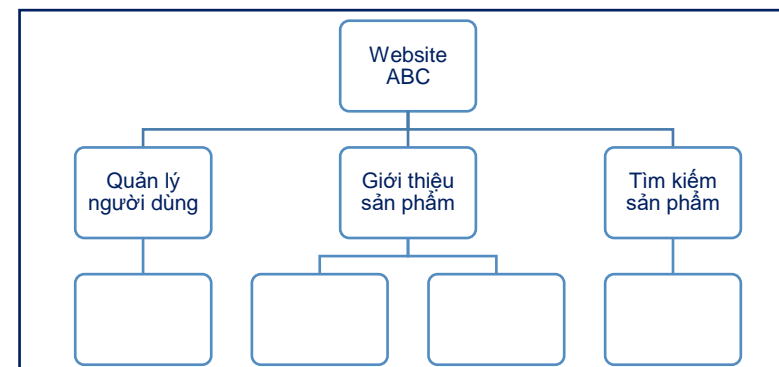 Website
ABC
Quản lý
người dùng
Giới thiệu
sản phẩm
Tìm kiếm
sản phẩm